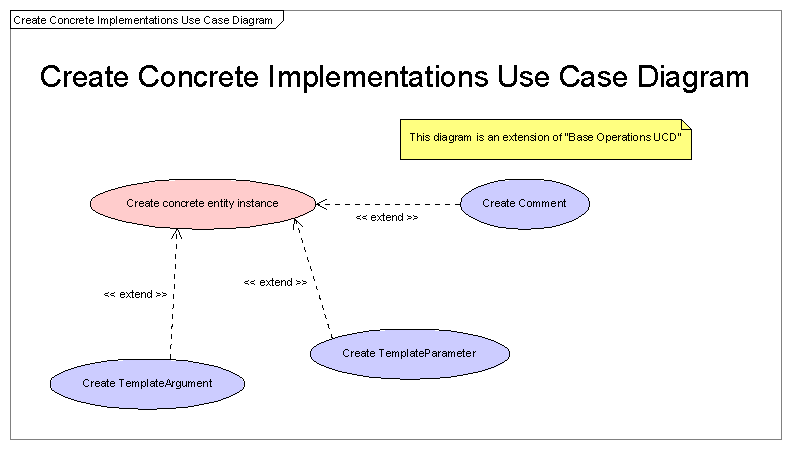 Create Concrete Implementations Use Case Diagram
Create Concrete Implementations Use Case Diagram
This diagram is an extension of "Base Operations UCD"
Create concrete entity instance
Create Comment
<< extend >>
<< extend >>
<< extend >>
Create TemplateParameter
Create TemplateArgument